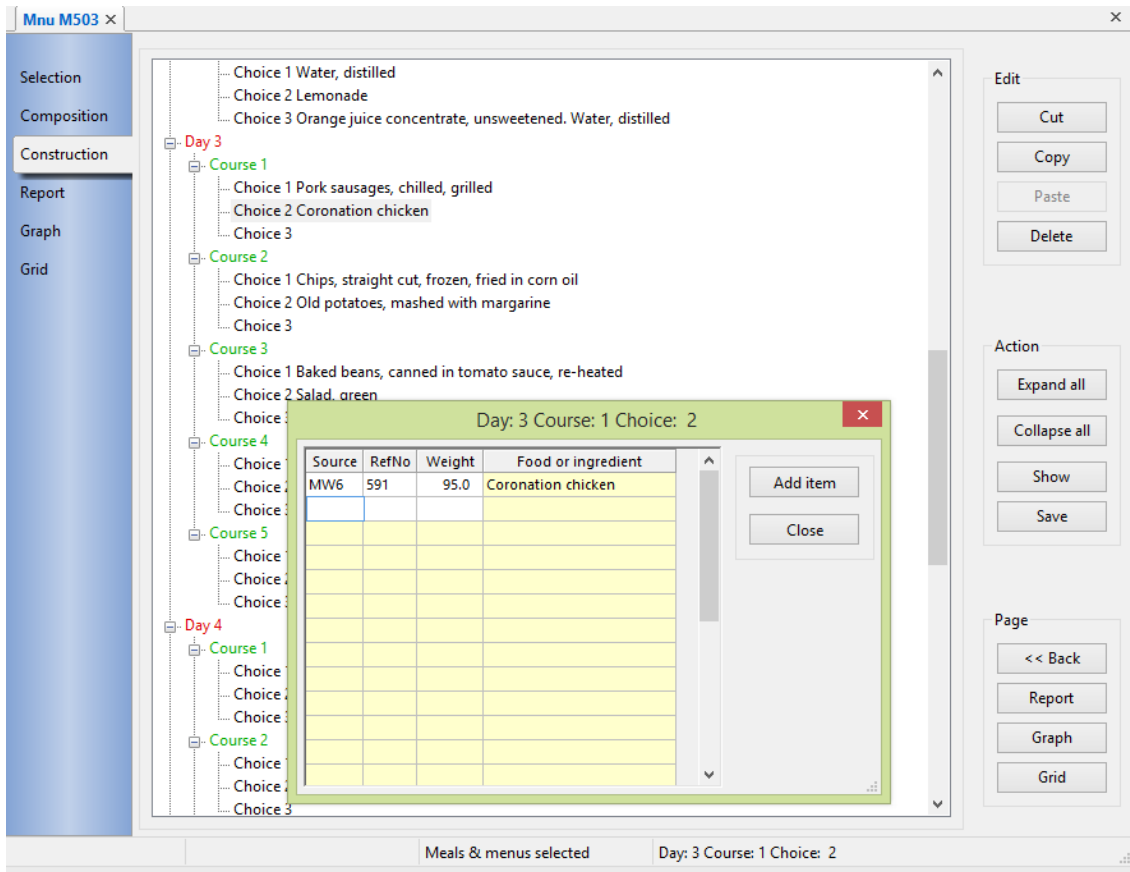 Mnu M503 ×
×
Selection
Composition
Construction
Report
Graph
Grid
Choice 1 Water, distilled
Choice 2 Lemonade
Choice 3 Orange juice concentrate, unsweetened. Water, distilled
Day 3
Course 1
Choice 1 Pork sausages, chilled, grilled
Choice 2 Coronation chicken
Choice 3
Course 2
Choice 1 Chips, straight cut, frozen, fried in corn oil
Choice 2 Old potatoes, mashed with margarine
Choice 3
Course 3
Choice 1 Baked beans, canned in tomato sauce, re-heated
Choice 2 Salad, green
Choice
Course 4
Choice
Choice
Choice
Course 5
Choice
Choice
Choice
Day 4
Course 1
Choice
Choice
Choice
Course 2
Choice
Choice
Choice 3
Day: 3 Course: 1 Choice: 2
Source RefNo Weight Food or ingredient
MW6 591 95.0 Coronation chicken
Add item
Close
Edit
Cut
Copy
Paste
Delete
Action
Expand all
Collapse all
Show
Save
Page
<< Back
Report
Graph
Grid
Meals & menus selected
Day: 3 Course: 1 Choice: 2